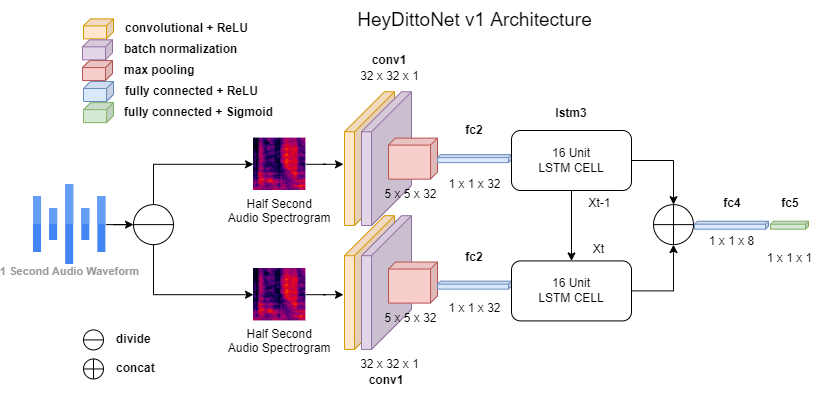 HeyDittoNet v1 Architecture
convolutional + ReLU
batch normalization
max pooling
fully connected + ReLU
fully connected + Sigmoid
conv1
32 x 32 x 1
5 x 5 x 32
fc2
1 x 1 x 32
lstm3
16 Unit
LSTM CELL
Half Second
Audio Spectrogram
Xt-1
Xt
1 Second Audio Waveform
fc4
1 x 1 x 8
fc5
1 x 1 x 1
fc2
1 x 1 x 32
16 Unit
LSTM CELL
5 x 5 x 32
Half Second
Audio Spectrogram
32 x 32 x 1
conv1
divide
concat